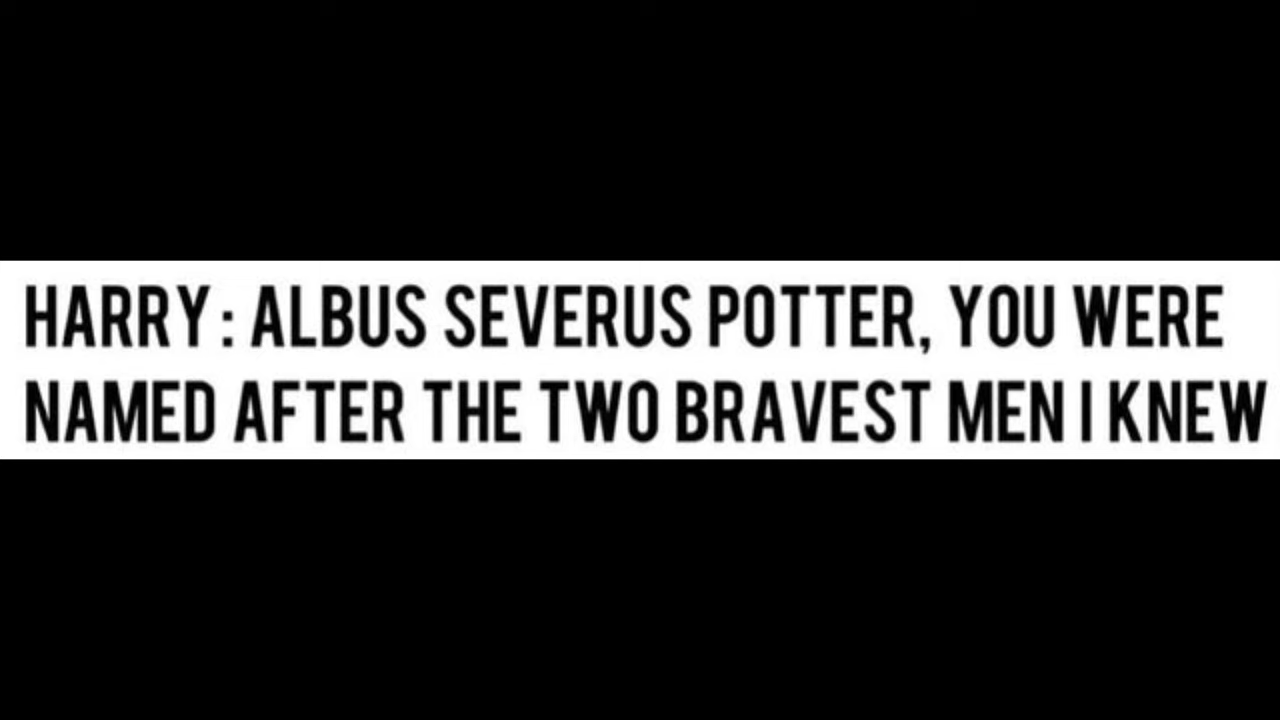 HARRY: ALBUS SEVERUS POTTER, YOU WERE
NAMED AFTER THE TWO BRAVEST MEN I KNEW